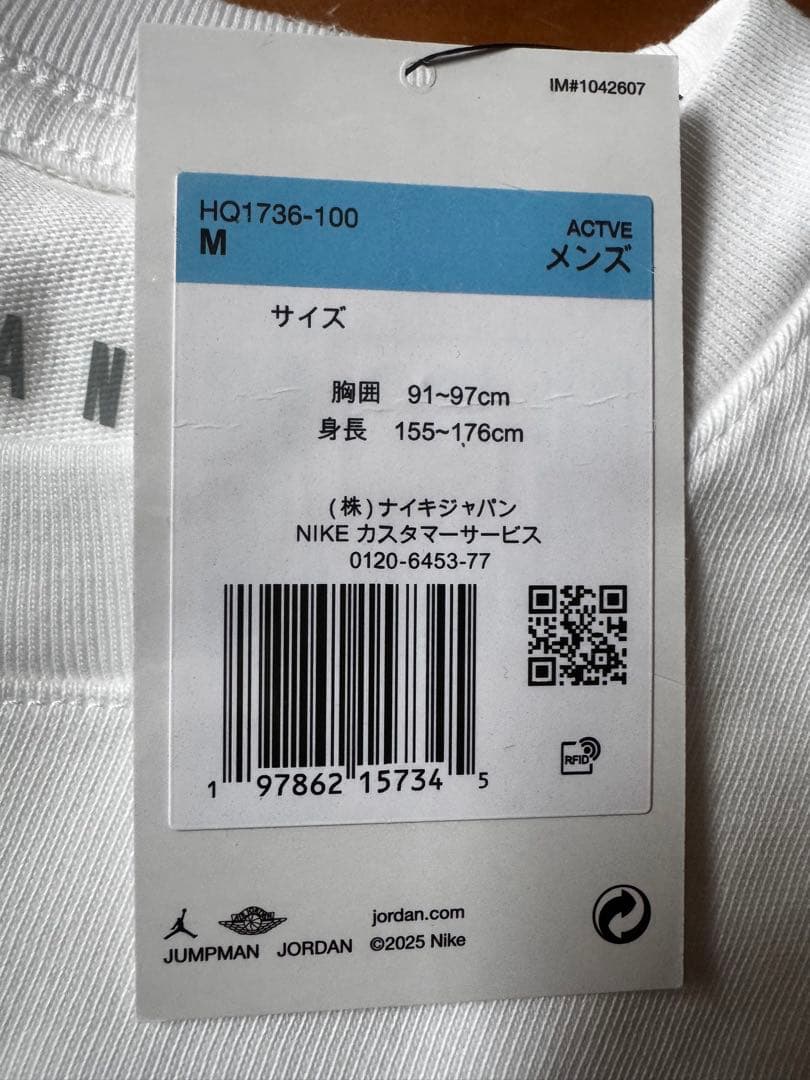 IM#1042607
HQ1736-100
M
ACTVE
メンズ
サイズ
胸囲 91~97cm
身長 155~176cm
(株)ナイキジャパン
NIKE カスタマーサービス
0120-6453-77
1 97862 15734 5
RFID
JUMPMAN JORDAN
jordan.com
©2025 Nike
A N